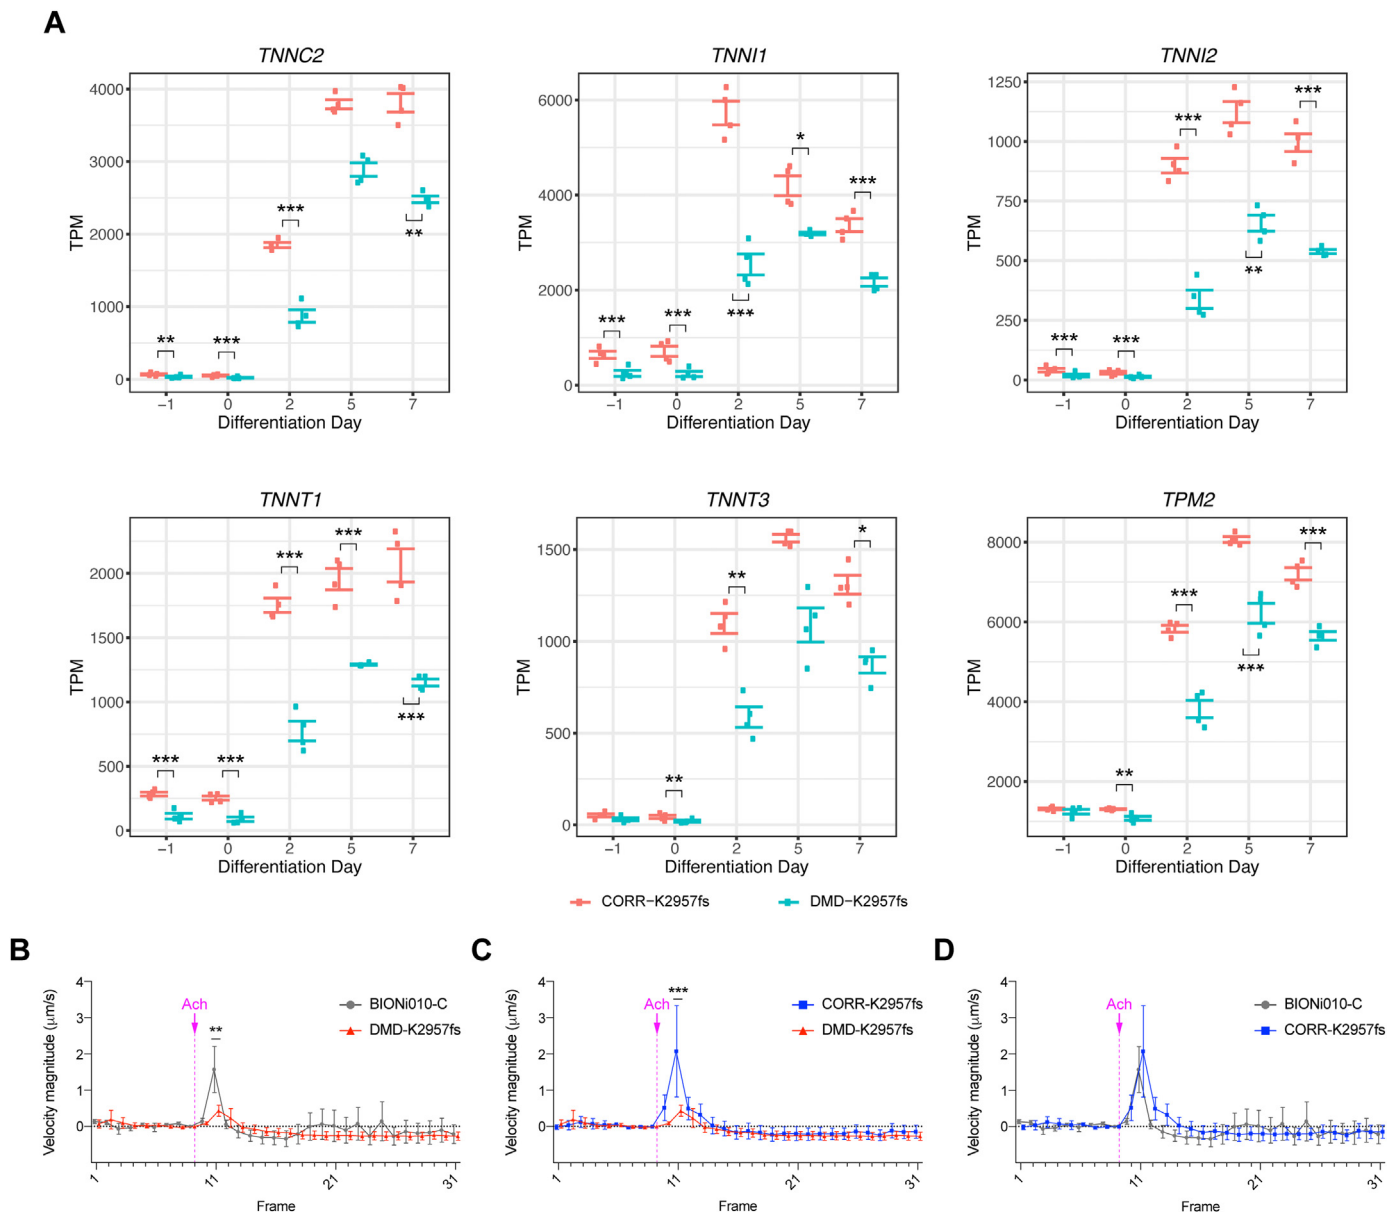 A
TNNC2
TNNI1
TNNI2
4000
3000
2000
1000
0
TPM
**
***
***
**
−1 0 2 5 7
Differentiation Day
6000
4000
2000
0
TPM
***
***
***
*
***
−1 0 2 5 7
Differentiation Day
1250
1000
750
500
250
0
TPM
***
***
***
**
***
−1 0 2 5 7
Differentiation Day
TNNT1
TNNT3
TPM2
2000
1500
1000
500
0
TPM
***
***
***
***
***
−1 0 2 5 7
Differentiation Day
1500
1000
500
0
TPM
**
**
*
−1 0 2 5 7
Differentiation Day
8000
6000
4000
2000
TPM
**
***
***
***
−1 0 2 5 7
Differentiation Day
CORR−K2957fs
DMD−K2957fs
B
Velocity magnitude (μm/s)
4
3
2
1
0
Ach
**
BIONi010-C
DMD-K2957fs
1 11 21 31
Frame
C
Velocity magnitude (μm/s)
4
3
2
1
0
Ach
***
CORR-K2957fs
DMD-K2957fs
1 11 21 31
Frame
D
Velocity magnitude (μm/s)
4
3
2
1
0
Ach
BIONi010-C
CORR-K2957fs
1 11 21 31
Frame